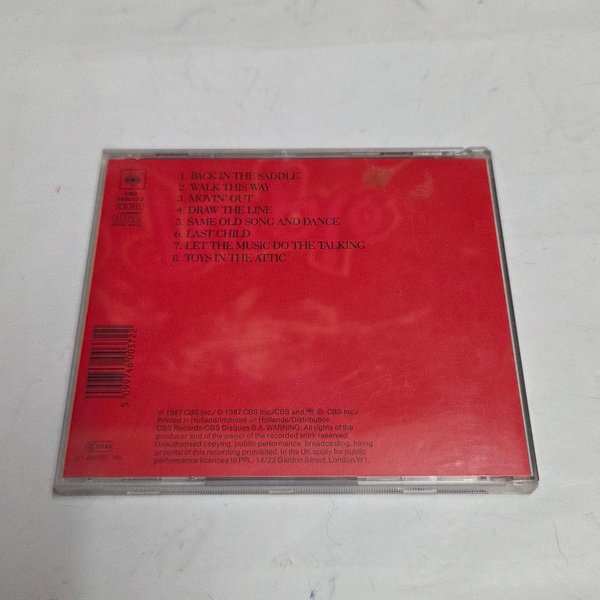 CBS
1. BACK IN THE SADDLE
2. WALK THIS WAY
3. MOVIN' OUT
4. DRAW THE LINE
5. SAME OLD SONG AND DANCE
6. LAST CHILD
7. LET THE MUSIC DO THE TALKING
8. TOYS IN THE ATTIC
5 099746 003722
℗ 1987 CBS Inc./© 1987 CBS Inc./CBS and
CBS Inc./
Printed in Holland/Imprimé en Hollande/Distribution
CBS Records/CBS Disques S.A. WARNING: All rights of the
producer and of the owner of the recorded work reserved.
Unauthorised copying, public performance, broadcasting, hiring
or rental of this recording prohibited. In the UK apply for public
performance licences to PPL, 14/22 Ganton Street, London W1.